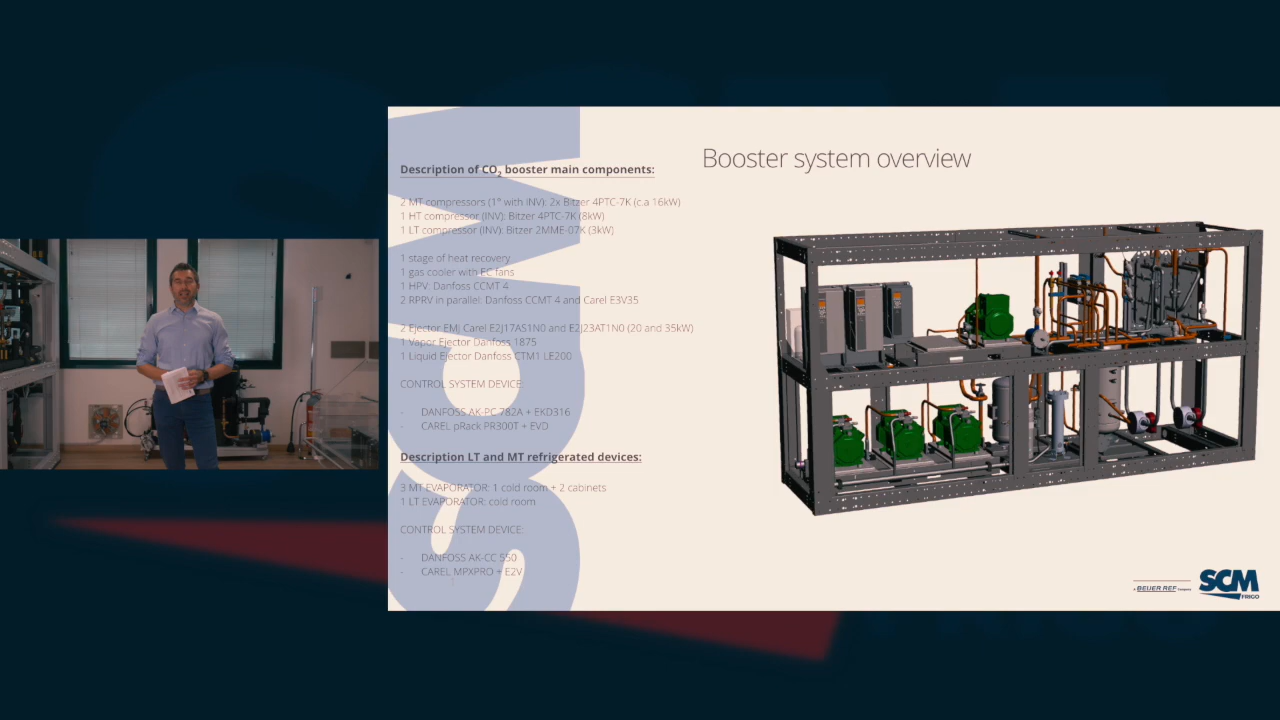 Booster system overview
Description of CO2 booster main components:
2 MT compressors (1° with INV): 2x Bitzer 4PTC-7K (c.a 16kW)
1 HT compressor (INV): Bitzer 4PTC-7K (8kW)
1 LT compressor (INV): Bitzer 2MME-07K (3kW)
1 stage of heat recovery
1 gas cooler with EC fans
1 HPV: Danfoss CCMT 4
2 RPRV in parallel: Danfoss CCMT 4 and Carel E3V35
2 Ejector EMJ Carel E2J17AS1N0 and E2J23AT1N0 (20 and 35kW)
1 Vapor Ejector Danfoss 1875
1 Liquid Ejector Danfoss CTM1 LE200
CONTROL SYSTEM DEVICE:
- DANFOSS AK-PC 782A + EKD316
- CAREL pRack PR300T + EVD
Description LT and MT refrigerated devices:
3 MT EVAPORATOR: 1 cold room + 2 cabinets
1 LT EVAPORATOR: cold room
CONTROL SYSTEM DEVICE:
- DANFOSS AK-CC 550
- CAREL MPXPRO + E2V
A BEIJER REF Company
SCM
FRIGO